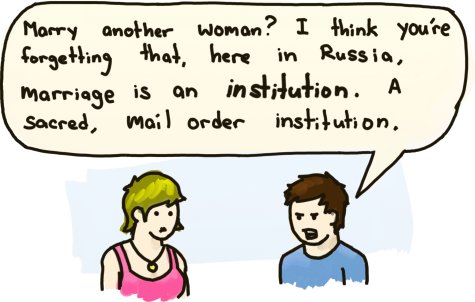 Marry another woman? I think you're
forgetting that, here in Russia,
marriage is an institution. A
sacred, mail order institution.